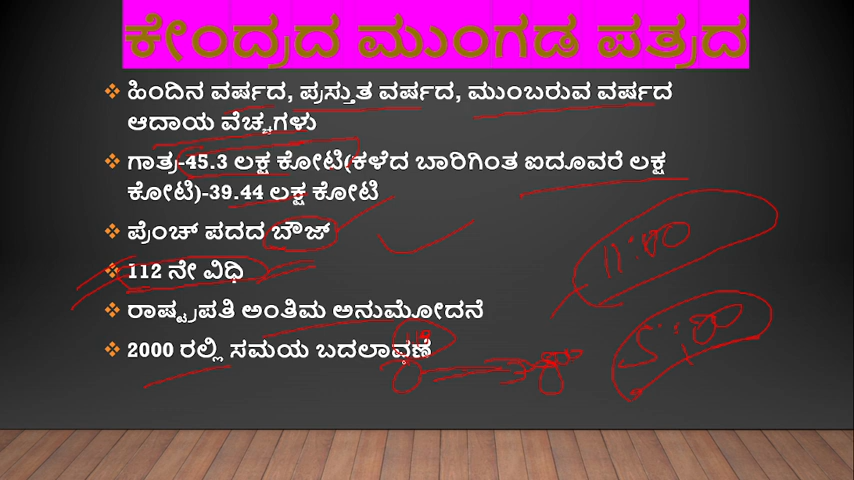 ಕೇಂದ್ರದ ಮುಂಗಡ ಪತ್ರದ
ಹಿಂದಿನ ವರ್ಷದ, ಪ್ರಸ್ತುತ ವರ್ಷದ, ಮುಂಬರುವ ವರ್ಷದ
ಆದಾಯ ವೆಚ್ಚಗಳು
ಗಾತ್ರ-45.3 ಲಕ್ಷ ಕೋಟಿ(ಕಳೆದ ಬಾರಿಗಿಂತ ಐದೂವರೆ ಲಕ್ಷ
ಕೋಟಿ)-39.44 ಲಕ್ಷ ಕೋಟಿ
ಪ್ರೆಂಚ್ ಪದದ ಬೌಜ್
112 ನೇ ವಿಧಿ
ರಾಷ್ಟ್ರಪತಿ ಅಂತಿಮ ಅನುಮೋದನೆ
2000 ರಲ್ಲಿ ಸಮಯ ಬದಲಾವಣೆ
11:00
5:00